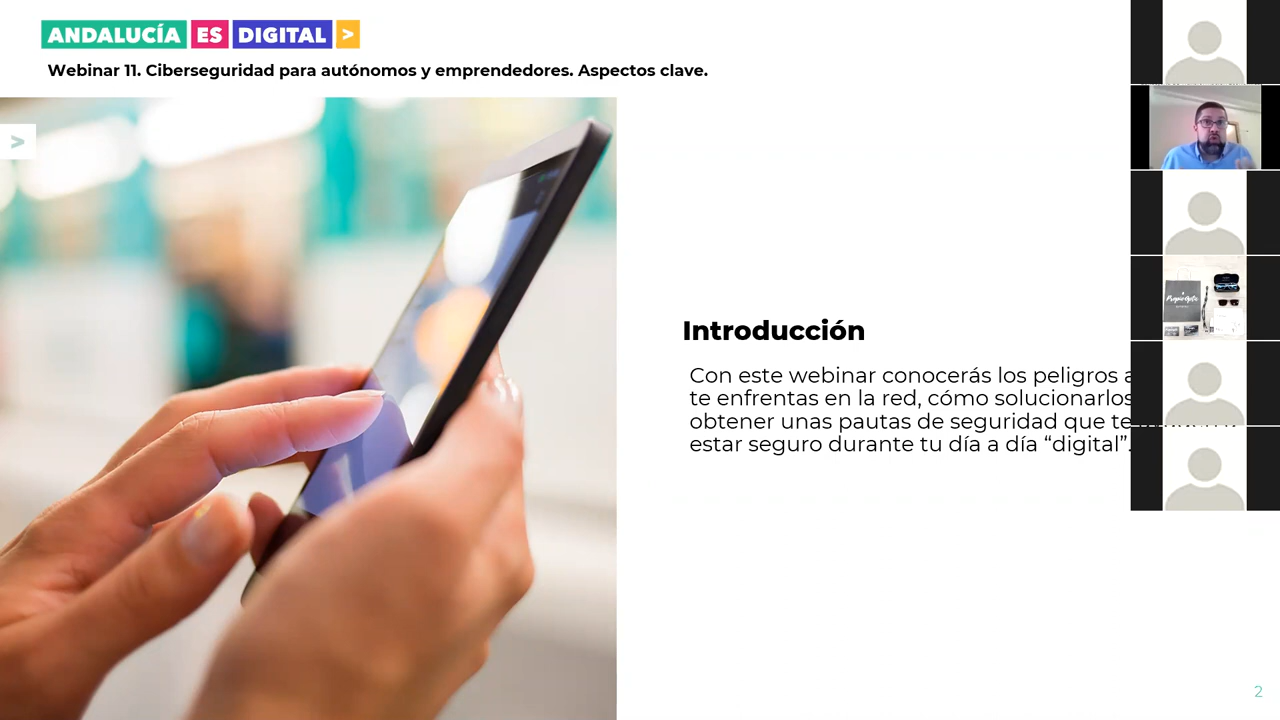 ANDALUCÍA ES DIGITAL >
Webinar 11. Ciberseguridad para autónomos y emprendedores. Aspectos clave.
>
Introducción
Con este webinar conocerás los peligros a
te enfrentas en la red, cómo solucionarlos
obtener unas pautas de seguridad que te
estar seguro durante tu día a día “digital”.
2